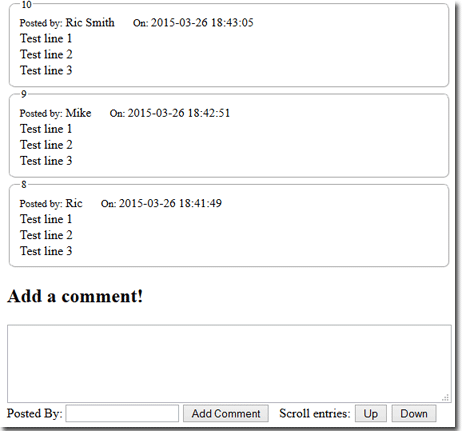 10
Posted by: Ric Smith On: 2015-03-26 18:43:05
Test line 1
Test line 2
Test line 3
9
Posted by: Mike On: 2015-03-26 18:42:51
Test line 1
Test line 2
Test line 3
8
Posted by: Ric On: 2015-03-26 18:41:49
Test line 1
Test line 2
Test line 3
Add a comment!
Posted By: Add Comment Scroll entries: Up Down